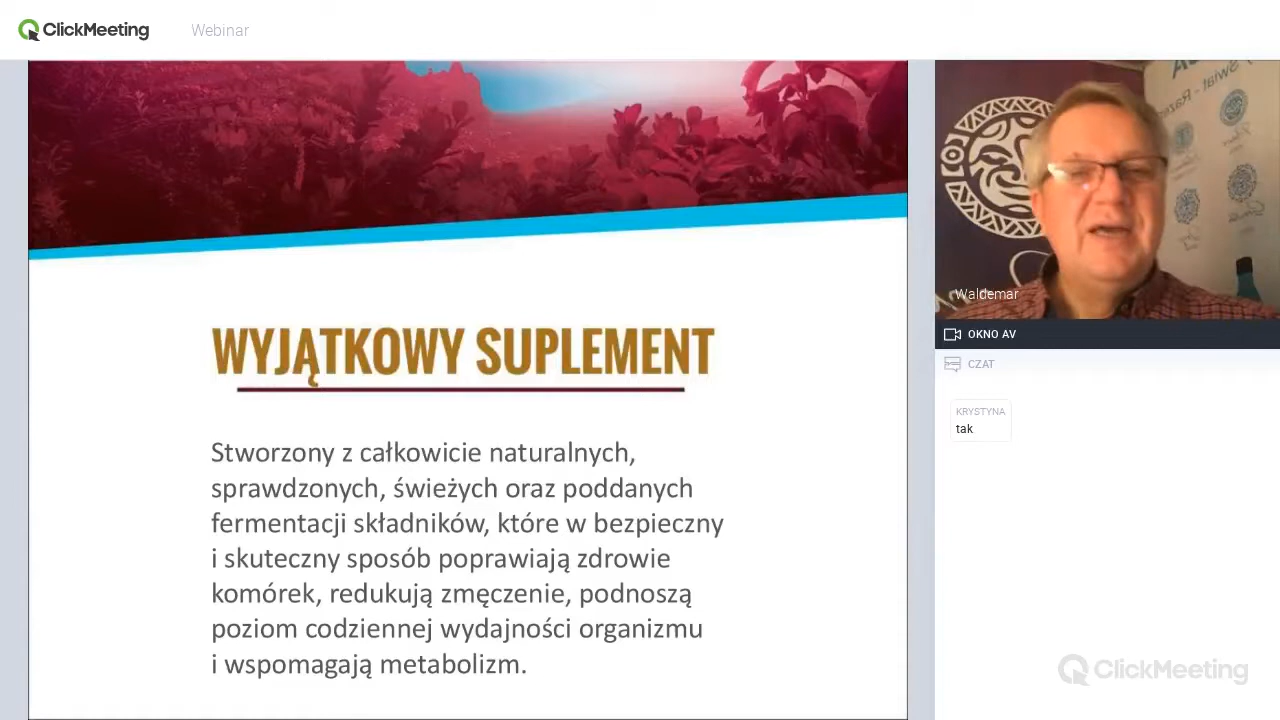 ClickMeeting
Webinar
WYJĄTKOWY SUPLEMENT
Stworzony z całkowicie naturalnych,
sprawdzonych, świeżych oraz poddanych
fermentacji składników, które w bezpieczny
i skuteczny sposób poprawiają zdrowie
komórek, redukują zmęczenie, podnoszą
poziom codziennej wydajności organizmu
i wspomagają metabolizm.
Waldemar
OKNO AV
CZAT
KRYSTYNA
tak
ClickMeeting